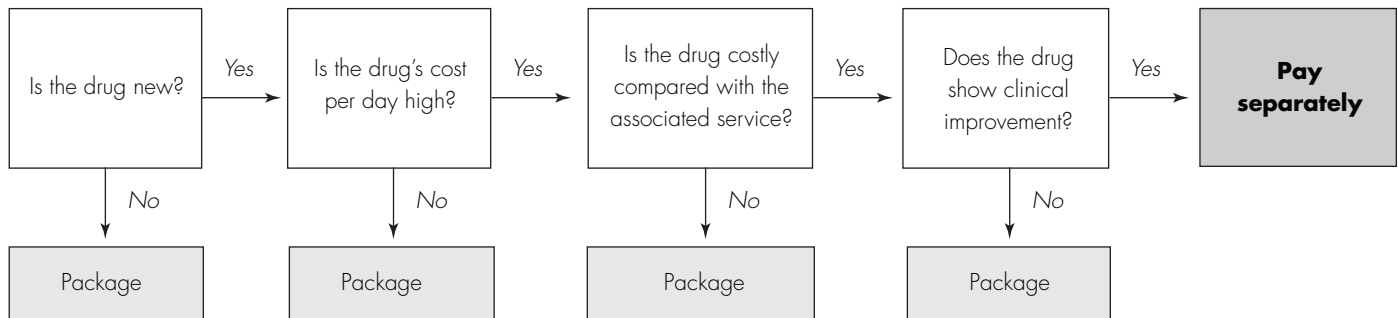 Is the drug new?
Yes
Is the drug's cost
per day high?
Yes
Is the drug costly
compared with the
associated service?
Yes
Does the drug
show clinical
improvement?
Yes
Pay
separately
No
No
No
No
Package
Package
Package
Package